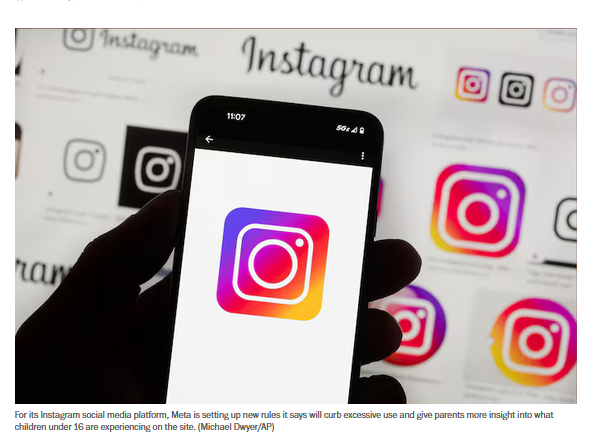 Instagram
Instagram
11:07
5G
ram
For its Instagram social media platform, Meta is setting up new rules it says will curb excessive use and give parents more insight into what
children under 16 are experiencing on the site. (Michael Dwyer/AP)